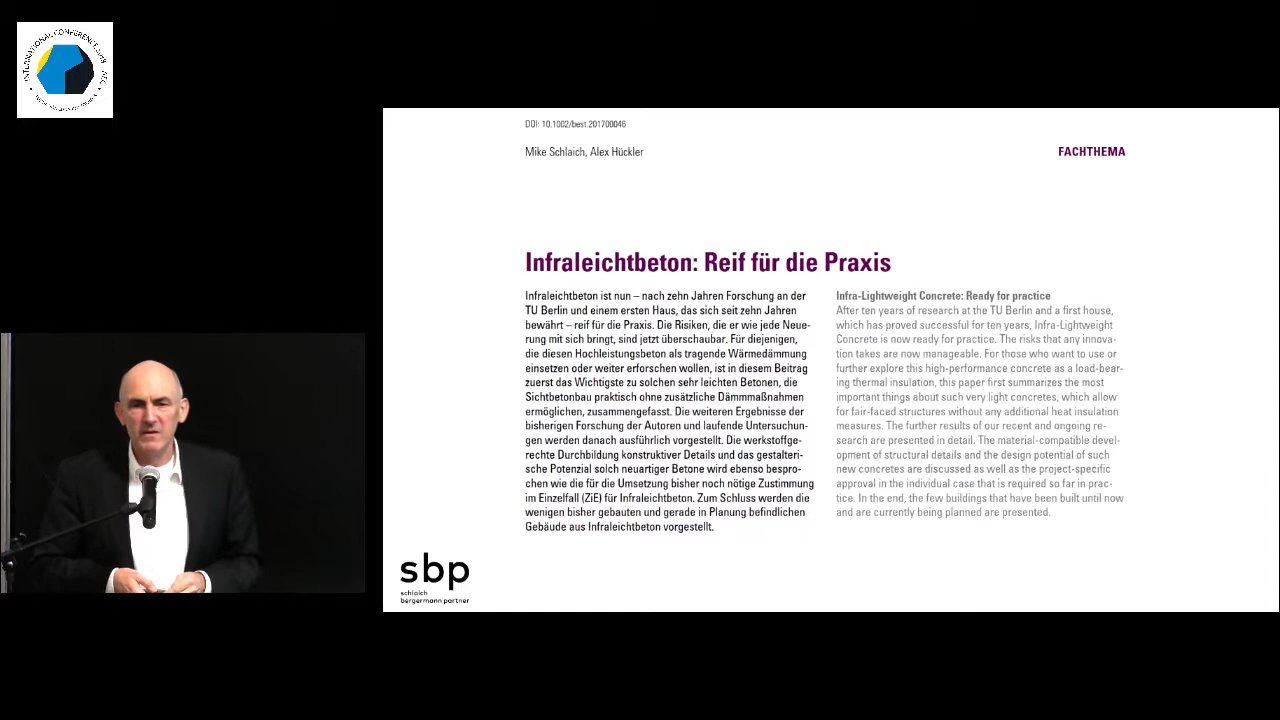 INTERNATIONAL CONFERENCE
DOI: 10.1002/best.201700046
Mike Schlaich, Alex Hückler
FACHTHEMA
Infraleichtbeton: Reif für die Praxis
Infraleichtbeton ist nun – nach zehn Jahren Forschung an der
TU Berlin und einem ersten Haus, das sich seit zehn Jahren
bewährt – reif für die Praxis. Die Risiken, die er wie jede Neue-
rung mit sich bringt, sind jetzt überschaubar. Für diejenigen,
die diesen Hochleistungsbeton als tragende Wärmedämmung
einsetzen oder weiter erforschen wollen, ist in diesem Beitrag
zuerst das Wichtigste zu solchen sehr leichten Betonen, die
Sichtbetonbau praktisch ohne zusätzliche Dämmmaßnahmen
ermöglichen, zusammengefasst. Die weiteren Ergebnisse der
bisherigen Forschung der Autoren und laufende Untersuchun-
gen werden danach ausführlich vorgestellt. Die werkstoffge-
rechte Durchbildung konstruktiver Details und das gestalteri-
sche Potenzial solch neuartiger Betone wird ebenso bespro-
chen wie die für die Umsetzung bisher noch nötige Zustimmung
im Einzelfall (ZiE) für Infraleichtbeton. Zum Schluss werden die
wenigen bisher gebauten und gerade in Planung befindlichen
Gebäude aus Infraleichtbeton vorgestellt.
Infra-Lightweight Concrete: Ready for practice
After ten years of research at the TU Berlin and a first house,
which has proved successful for ten years, Infra-Lightweight
Concrete is now ready for practice. The risks that any innova-
tion takes are now manageable. For those who want to use or
further explore this high-performance concrete as a load-bear-
ing thermal insulation, this paper first summarizes the most
important things about such very light concretes, which allow
for fair-faced structures without any additional heat insulation
measures. The further results of our recent and ongoing re-
search are presented in detail. The material-compatible devel-
opment of structural details and the design potential of such
new concretes are discussed as well as the project-specific
approval in the individual case that is required so far in prac-
tice. In the end, the few buildings that have been built until now
and are currently being planned are presented.
sbp
schlaich
bergermann partner